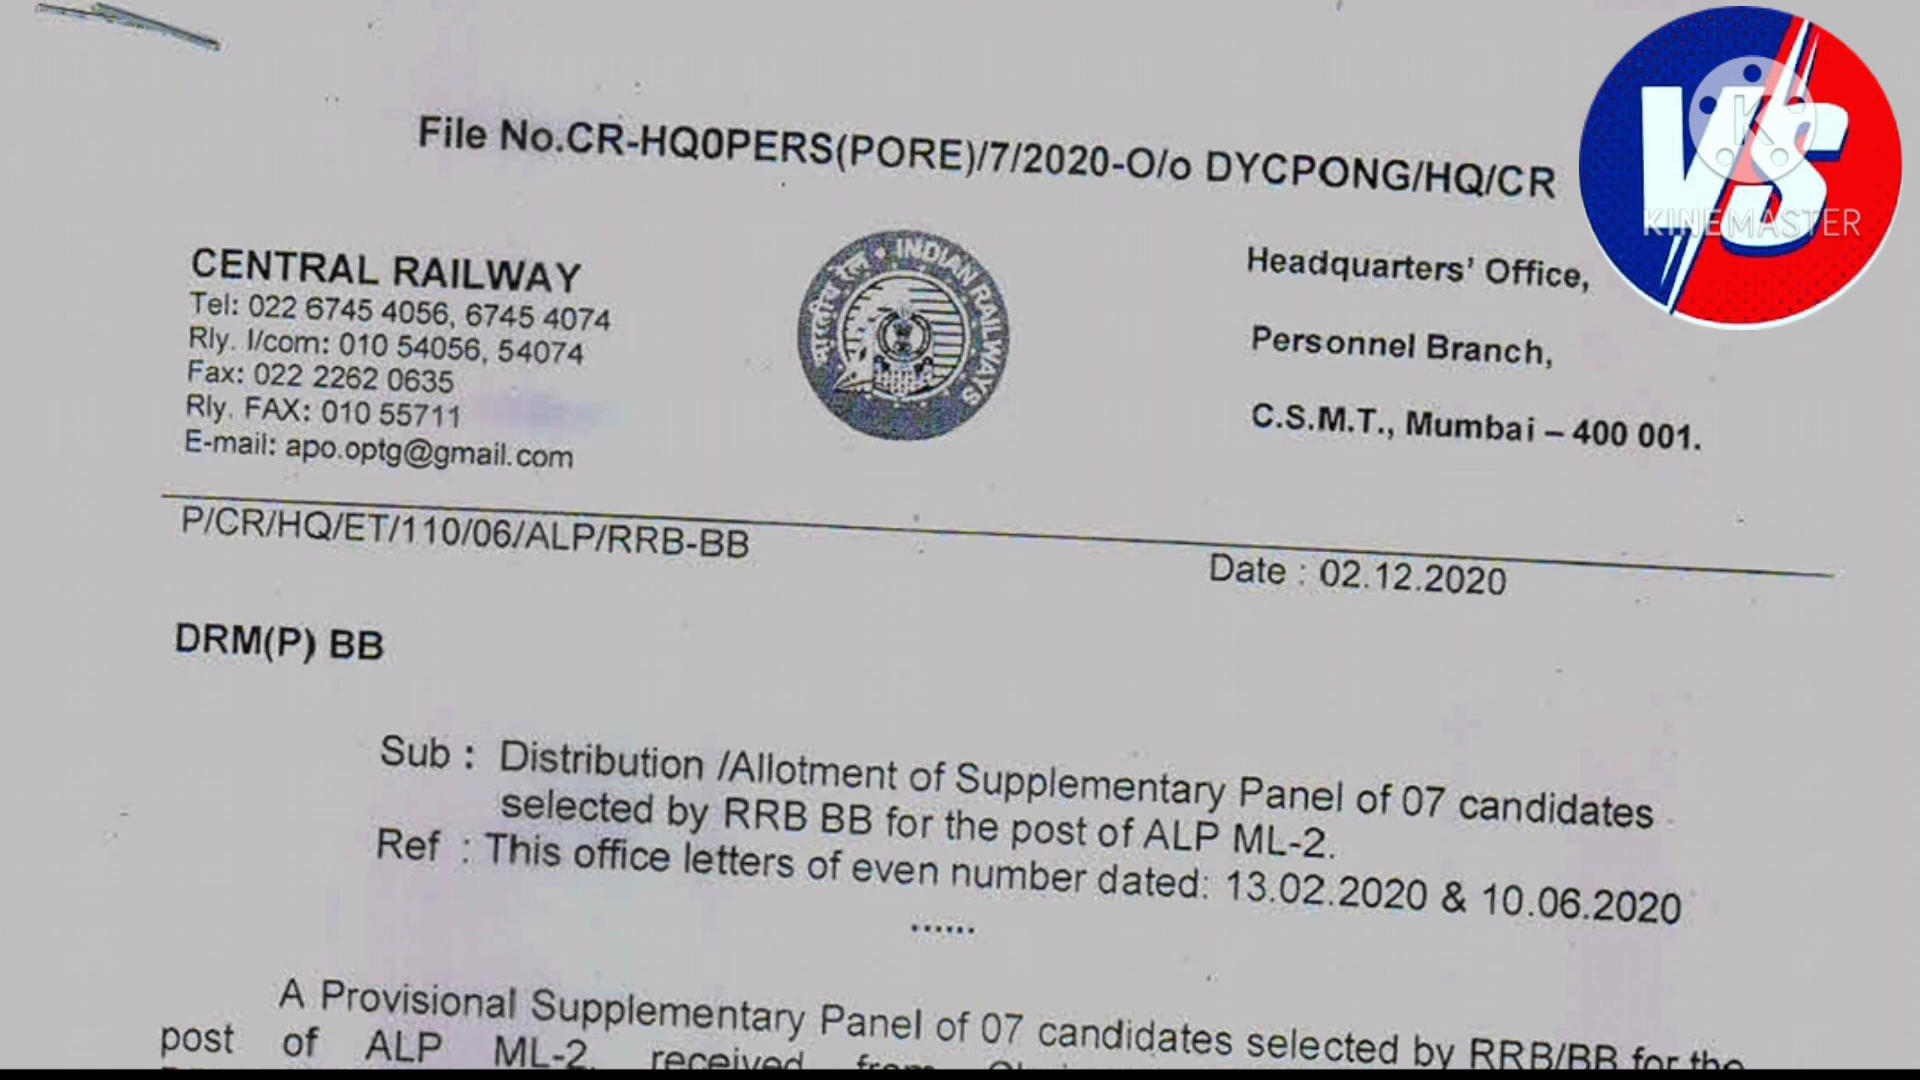 File No.CR-HQ0PERS(PORE)/7/2020-O/o DYCPONG/HQ/CR
VS
KINEMASTER
CENTRAL RAILWAY
Tel: 022 6745 4056, 6745 4074
Rly. I/com: 010 54056, 54074
Fax: 022 2262 0635
Rly. FAX: 010 55711
E-mail: apo.optg@gmail.com
भारतीय रेल • INDIAN RAILWAYS
Headquarters' Office,
Personnel Branch,
C.S.M.T., Mumbai – 400 001.
P/CR/HQ/ET/110/06/ALP/RRB-BB
Date : 02.12.2020
DRM(P) BB
Sub : Distribution /Allotment of Supplementary Panel of 07 candidates
selected by RRB BB for the post of ALP ML-2.
Ref : This office letters of even number dated: 13.02.2020 & 10.06.2020
......
A Provisional Supplementary Panel of 07 candidates selected by RRB/BB for the
post of ALP ML-2, received from